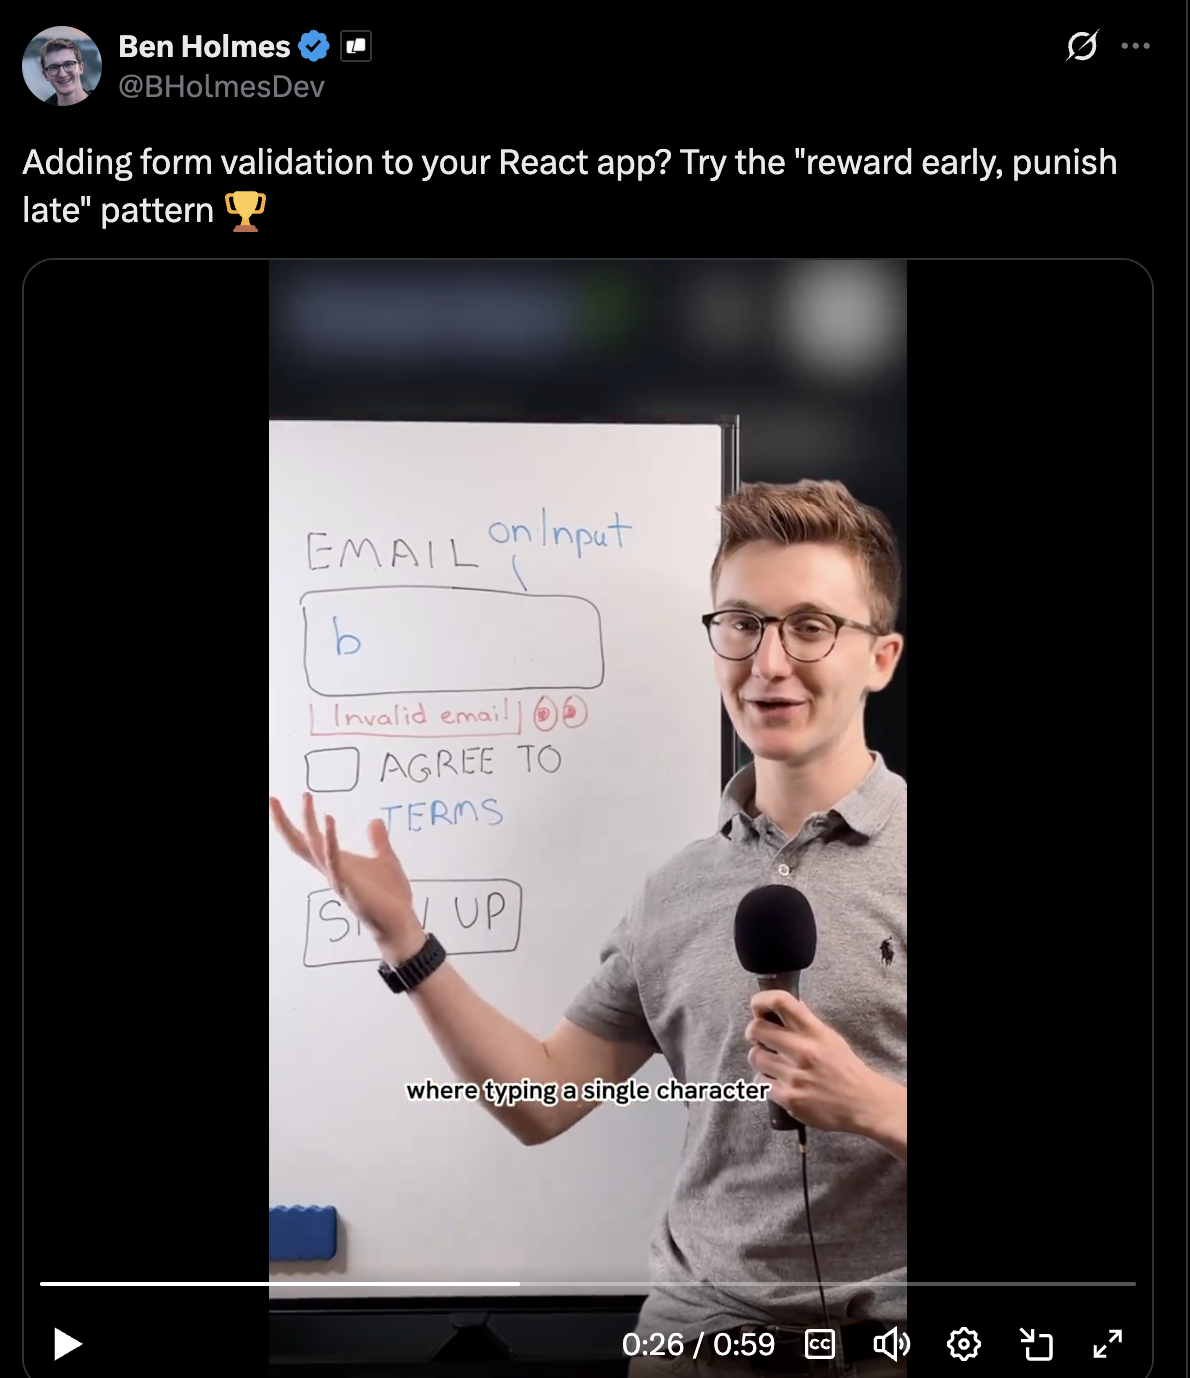 Ben Holmes
@BHolmesDev
Adding form validation to your React app? Try the "reward early, punish
late" pattern 🏆
EMAIL onInput
b
Invalid email!
AGREE TO
TERMS
SIGN UP
where typing a single character
0:26 / 0:59
CC